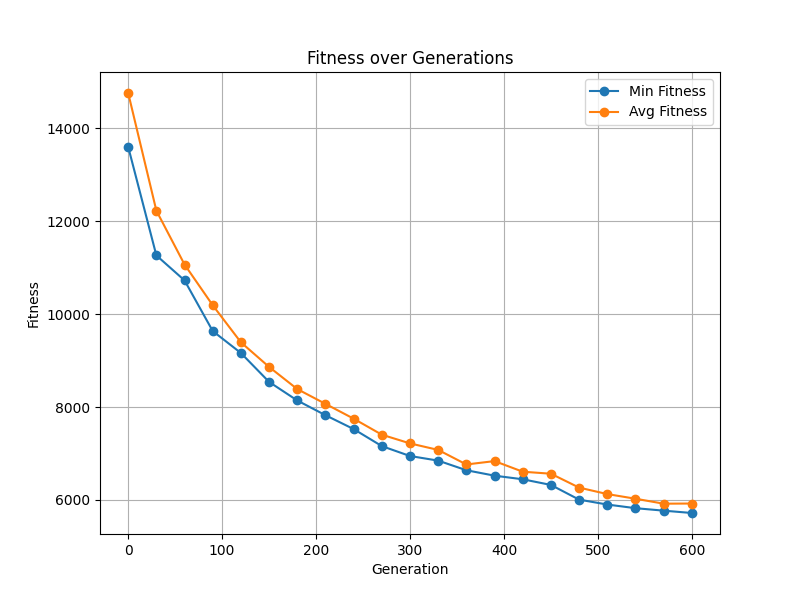 Fitness over Generations
Min Fitness
Avg Fitness
14000
12000
10000
8000
6000
Fitness
0 100 200 300 400 500 600
Generation